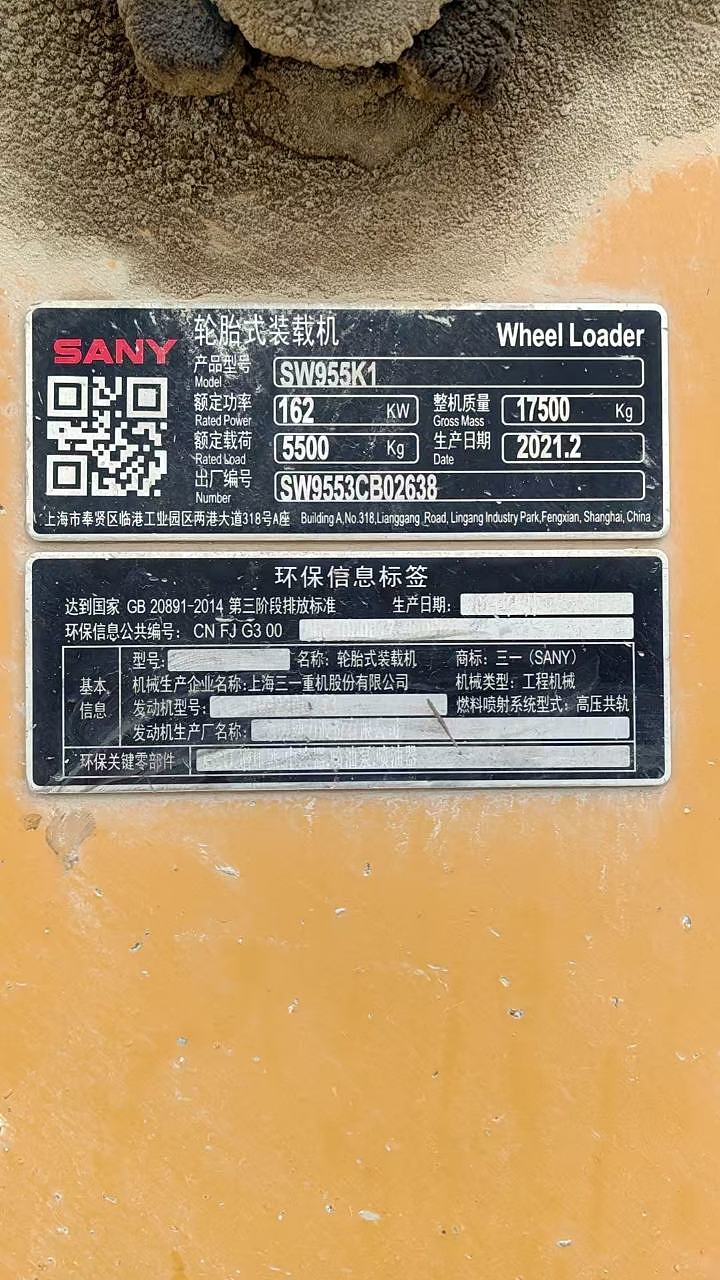 SANY 轮胎式装载机 Wheel Loader
产品型号 Model SW955K1
额定功率 Rated Power 162 KW 整机质量 Gross Mass 17500 Kg
额定载荷 Rated Load 5500 Kg 生产日期 Date 2021.2
出厂编号 Number SW9553CB02638
上海市奉贤区临港工业园区两港大道318号A座 Building A,No.318,Lianggang Road, Lingang Industry Park,Fengxian, Shanghai, China
环保信息标签
达到国家 GB 20891-2014 第三阶段排放标准 生产日期:
环保信息公共编号: CN FJ G3 00
基本信息
型号: 名称: 轮胎式装载机 商标: 三一 (SANY)
机械生产企业名称:上海三一重机股份有限公司 机械类型: 工程机械
发动机型号: 燃料喷射系统型式: 高压共轨
发动机生产厂名称:
环保关键零部件